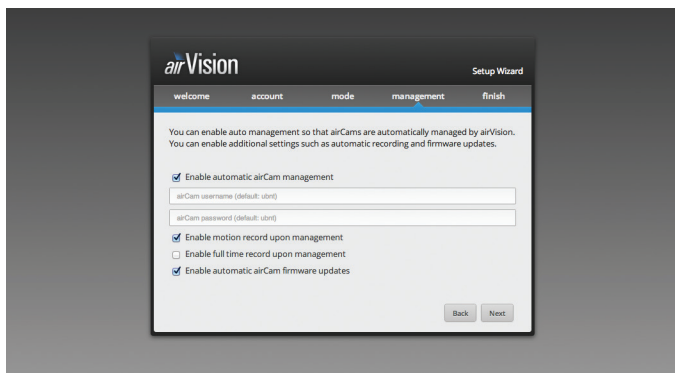 airVision
Setup Wizard
welcome account mode management finish
You can enable auto management so that airCams are automatically managed by airVision.
You can enable additional settings such as automatic recording and firmware updates.
Enable automatic airCam management
airCam username (default: ubnt)
airCam password (default: ubnt)
Enable motion record upon management
Enable full time record upon management
Enable automatic airCam firmware updates
Back Next